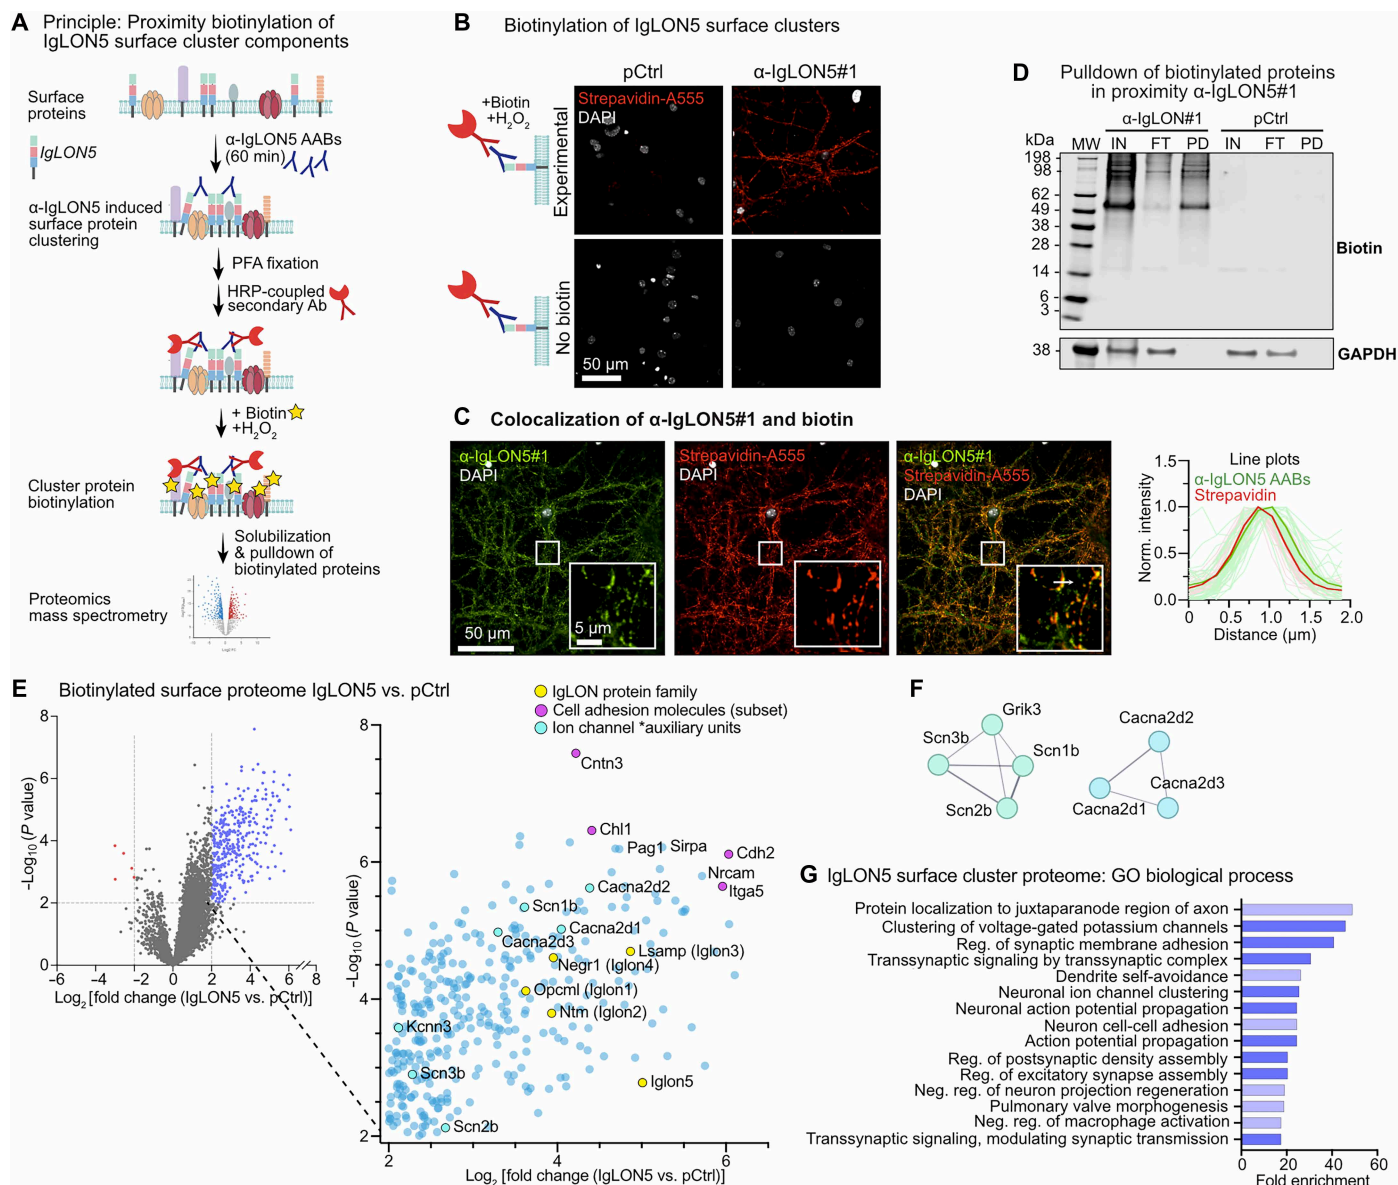 A Principle: Proximity biotinylation of
IgLON5 surface cluster components
Surface
proteins
IgLON5
α-IgLON5 AABs
(60 min)
α-IgLON5 induced
surface protein
clustering
PFA fixation
HRP-coupled
secondary Ab
+ Biotin
+H2O2
Cluster protein
biotinylation
Solubilization
& pulldown of
biotinylated proteins
Proteomics
mass spectrometry
B Biotinylation of IgLON5 surface clusters
pCtrl α-IgLON5#1
+Biotin
+H2O2
Experimental
Strepavidin-A555
DAPI
No biotin
50 µm
C Colocalization of α-IgLON5#1 and biotin
α-IgLON5#1
DAPI
50 µm
5 µm
Strepavidin-A555
DAPI
α-IgLON5#1
Strepavidin-A555
DAPI
Line plots
α-IgLON5 AABs
Strepavidin
Norm. intensity
1.5
1.0
0.5
0.0
0 0.5 1.0 1.5 2.0
Distance (µm)
D Pulldown of biotinylated proteins
in proximity α-IgLON5#1
α-IgLON#1 pCtrl
kDa MW IN FT PD IN FT PD
198
98
62
49
38
28
14
6
3
Biotin
38
GAPDH
E Biotinylated surface proteome IgLON5 vs. pCtrl
-Log10 (P value)
8
6
4
2
0
−6 −4 −2 0 2 4 6 8
Log2 [fold change (IgLON5 vs. pCtrl)]
IgLON protein family
Cell adhesion molecules (subset)
Ion channel *auxiliary units
-Log10 (P value)
8
6
4
2
Cntn3
Chl1
Pag1 Sirpa
Cdh2
Nrcam
Itga5
Cacna2d2
Scn1b
Cacna2d1
Cacna2d3
Lsamp (Iglon3)
Negr1 (Iglon4)
Opcml (Iglon1)
Ntm (Iglon2)
Kcnn3
Scn3b
Iglon5
Scn2b
2 4 6
Log2 [fold change (IgLON5 vs. pCtrl)]
F
Grik3
Scn3b
Scn1b
Scn2b
Cacna2d2
Cacna2d3
Cacna2d1
G IgLON5 surface cluster proteome: GO biological process
Protein localization to juxtaparanode region of axon
Clustering of voltage-gated potassium channels
Reg. of synaptic membrane adhesion
Transsynaptic signaling by transsynaptic complex
Dendrite self-avoidance
Neuronal ion channel clustering
Neuronal action potential propagation
Neuron cell-cell adhesion
Action potential propagation
Reg. of postsynaptic density assembly
Reg. of excitatory synapse assembly
Neg. reg. of neuron projection regeneration
Pulmonary valve morphogenesis
Neg. reg. of macrophage activation
Transsynaptic signaling, modulating synaptic transmission
0 20 40 60
Fold enrichment